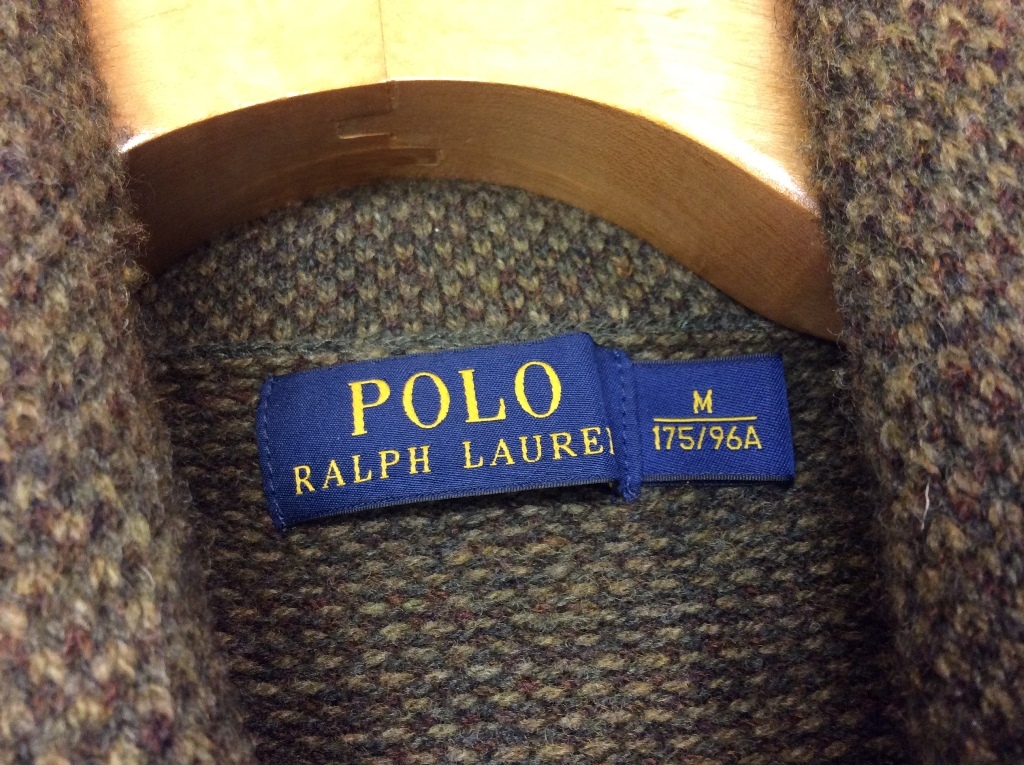 POLO
RALPH LAUREN
M
175/96A